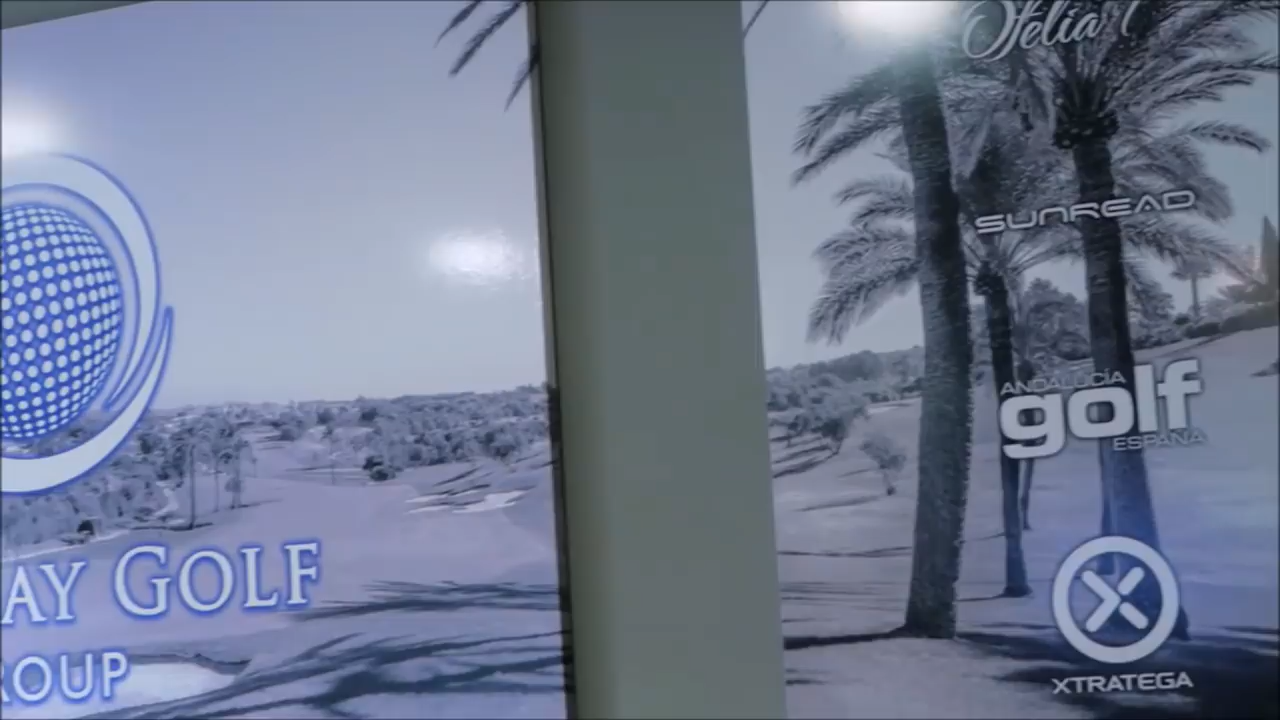 AY GOLF
ROUP
Ofelia
SUNREAD
ANDALUCÍA
golf
ESPAÑA
XTRATEGA